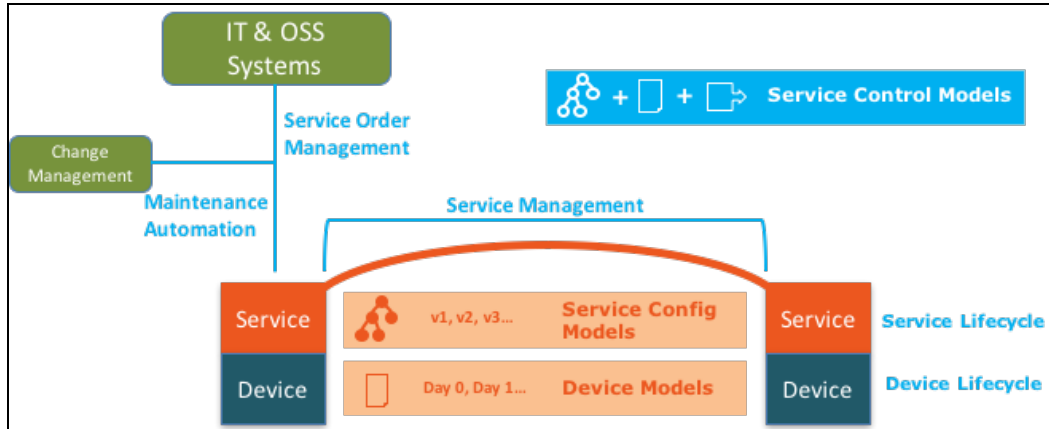 IT & OSS
Systems
+ + Service Control Models
Service Order
Management
Change
Management
Maintenance
Automation
Service Management
Service
v1, v2, v3...
Service Config
Models
Service
Service Lifecycle
Device
Day 0, Day 1...
Device Models
Device
Device Lifecycle